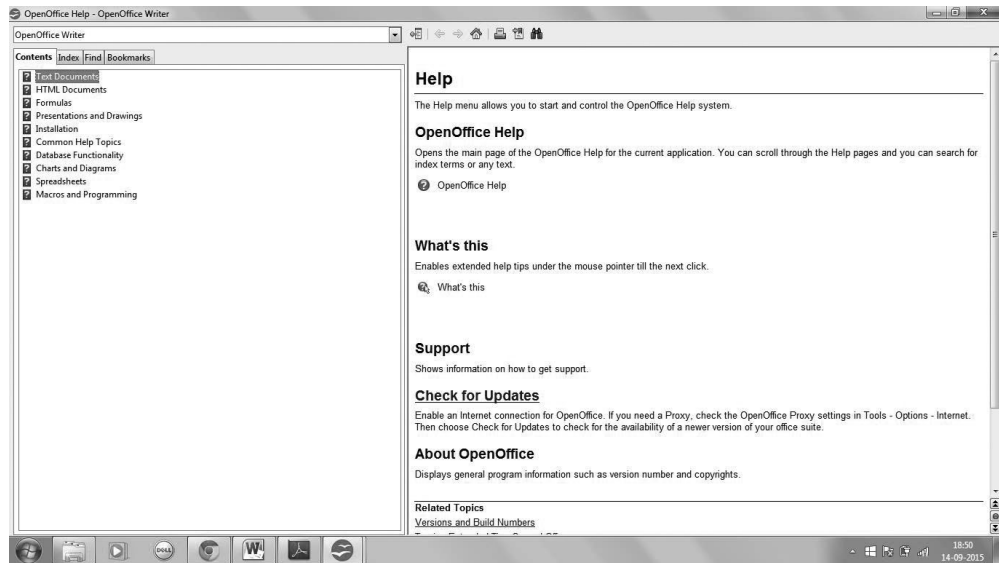 OpenOffice Help - OpenOffice Writer
OpenOffice Writer
Contents Index Find Bookmarks
Text Documents
HTML Documents
Formulas
Presentations and Drawings
Installation
Common Help Topics
Database Functionality
Charts and Diagrams
Spreadsheets
Macros and Programming
Help
The Help menu allows you to start and control the OpenOffice Help system.
OpenOffice Help
Opens the main page of the OpenOffice Help for the current application. You can scroll through the Help pages and you can search for
index terms or any text.
OpenOffice Help
What's this
Enables extended help tips under the mouse pointer till the next click.
What's this
Support
Shows information on how to get support.
Check for Updates
Enable an Internet connection for OpenOffice. If you need a Proxy, check the OpenOffice Proxy settings in Tools - Options - Internet.
Then choose Check for Updates to check for the availability of a newer version of your office suite.
About OpenOffice
Displays general program information such as version number and copyrights.
Related Topics
Versions and Build Numbers
DELL
W
18:50
14-09-2015